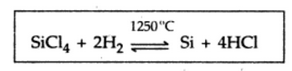 1250°C
SiCl₄ + 2H₂ ⇌ Si + 4HCl